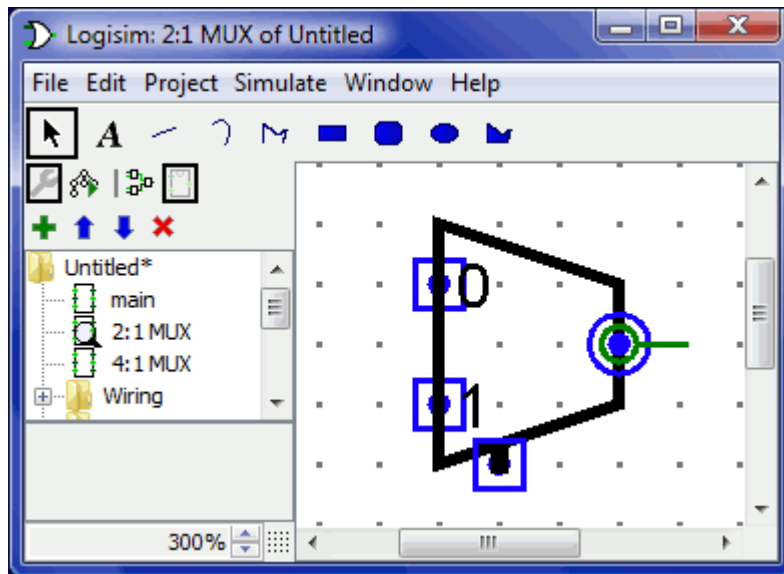 Logisim: 2:1 MUX of Untitled
File Edit Project Simulate Window Help
A
Untitled*
main
2:1 MUX
4:1 MUX
Wiring
0
1
300%